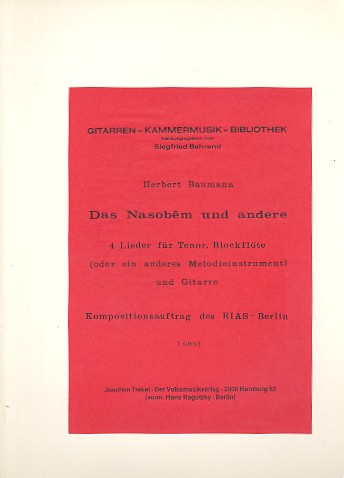 GITARREN - KAMMERMUSIK - BIBLIOTHEK
herausgegeben von
Siegfried Behrend
Herbert Baumann
Das Nasobêm und andere
4 Lieder für Tenor, Blockflöte
(oder ein anderes Melodieinstrument)
und Gitarre
Kompositionsauftrag des RIAS-Berlin
T 0853
Joachim Trekel - Der Volksmusikverlag - 2000 Hamburg 62
(vorm. Hans Ragotzky - Berlin)